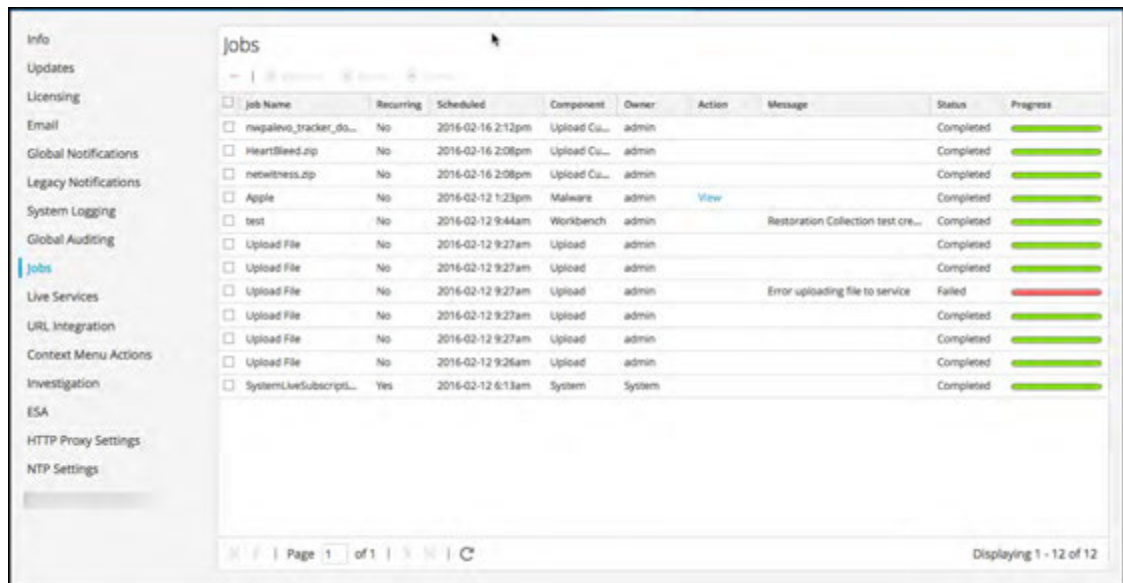 Info
Updates
Licensing
Email
Global Notifications
Legacy Notifications
System Logging
Global Auditing
Jobs
Live Services
URL Integration
Context Menu Actions
Investigation
ESA
HTTP Proxy Settings
NTP Settings
Jobs
Job Name Recurring Scheduled Component Owner Action Message Status Progress
nwpalevo_tracker_do... No 2016-02-16 2:12pm Upload Cu... admin Completed
HeartBleed.zip No 2016-02-16 2:08pm Upload Cu... admin Completed
netwitness.zip No 2016-02-16 2:08pm Upload Cu... admin Completed
Apple No 2016-02-12 1:23pm Malware admin View Completed
test No 2016-02-12 9:44am Workbench admin Restoration Collection test cre... Completed
Upload File No 2016-02-12 9:27am Upload admin Completed
Upload File No 2016-02-12 9:27am Upload admin Completed
Upload File No 2016-02-12 9:27am Upload admin Error uploading file to service Failed
Upload File No 2016-02-12 9:27am Upload admin Completed
Upload File No 2016-02-12 9:27am Upload admin Completed
Upload File No 2016-02-12 9:26am Upload admin Completed
SystemLiveSubscripti... Yes 2016-02-12 6:13am System System Completed
Page 1 of 1
Displaying 1 - 12 of 12